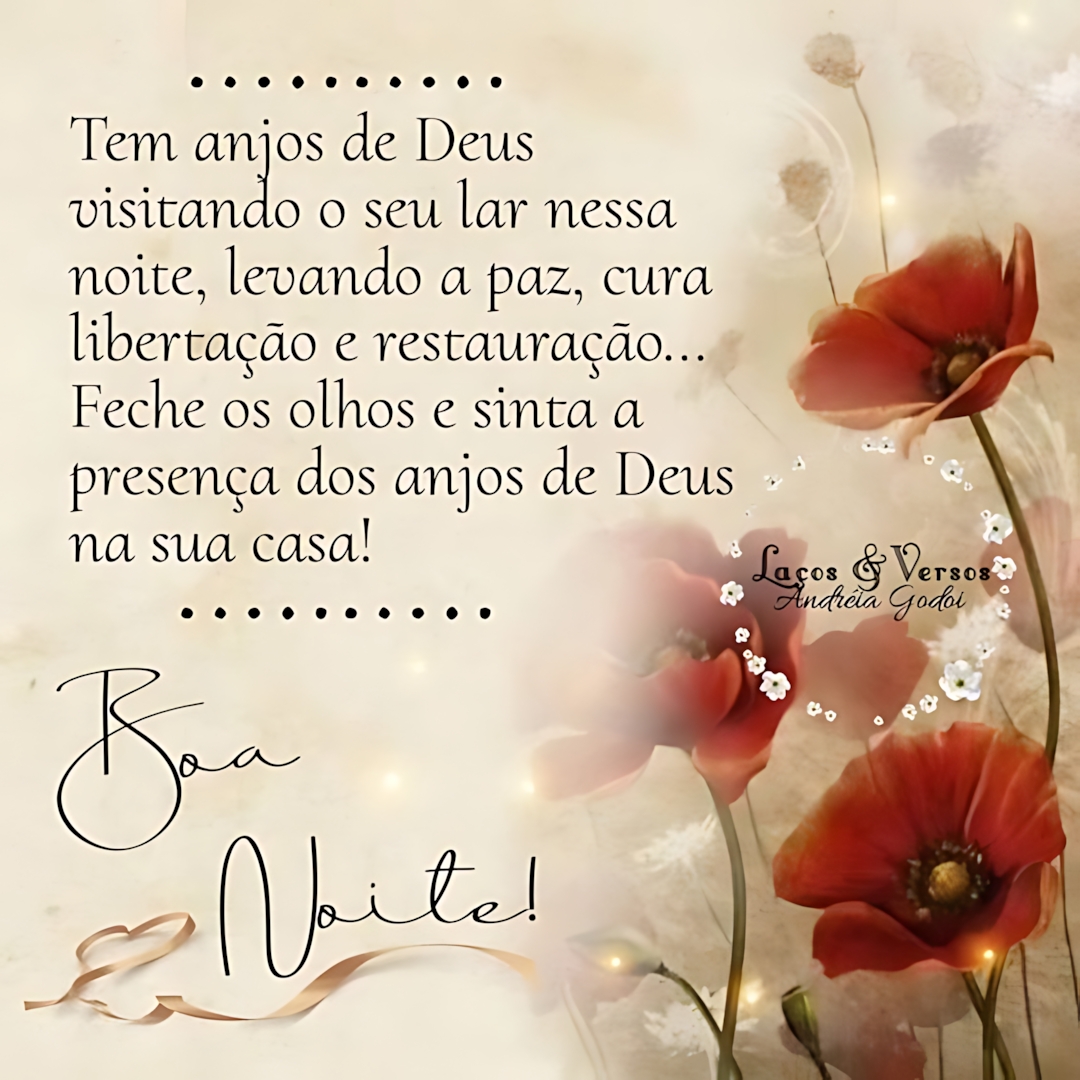 Tem anjos de Deus
visitando o seu lar nessa
noite, levando a paz, cura
libertação e restauração...
Feche os olhos e sinta a
presença dos anjos de Deus
na sua casa!
Laços & Versos
Andréia Godoi
Boa
Noite!